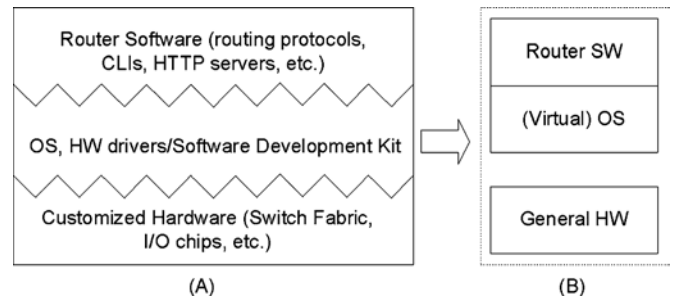 Router Software (routing protocols,
CLIs, HTTP servers, etc.)
OS, HW drivers/Software Development Kit
Customized Hardware (Switch Fabric,
I/O chips, etc.)
(A)
Router SW
(Virtual) OS
General HW
(B)